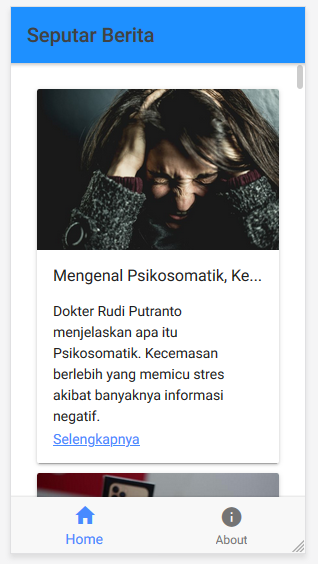 Seputar Berita
Mengenal Psikosomatik, Ke...
Dokter Rudi Putranto
menjelaskan apa itu
Psikosomatik. Kecemasan
berlebih yang memicu stres
akibat banyaknya informasi
negatif.
Selengkapnya
Home
About